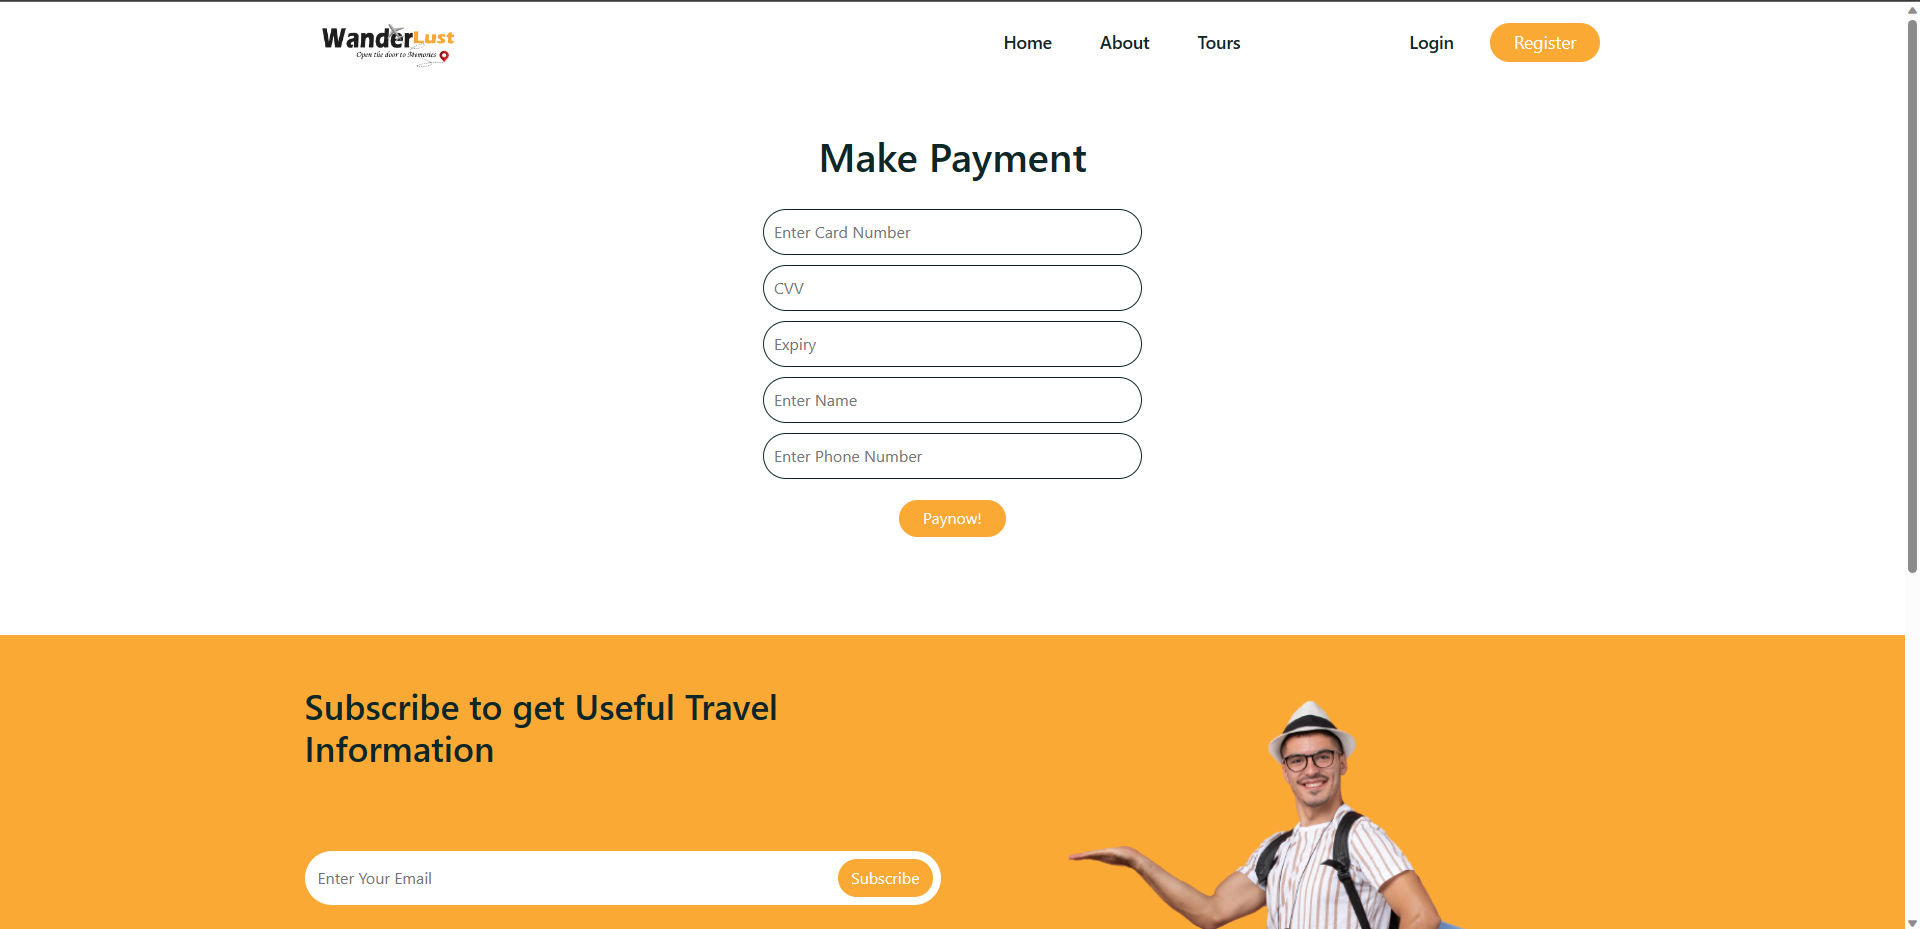 WanderLust
Open the door to Memories
Home About Tours Login Register
Make Payment
Enter Card Number
CVV
Expiry
Enter Name
Enter Phone Number
Paynow!
Subscribe to get Useful Travel
Information
Enter Your Email Subscribe